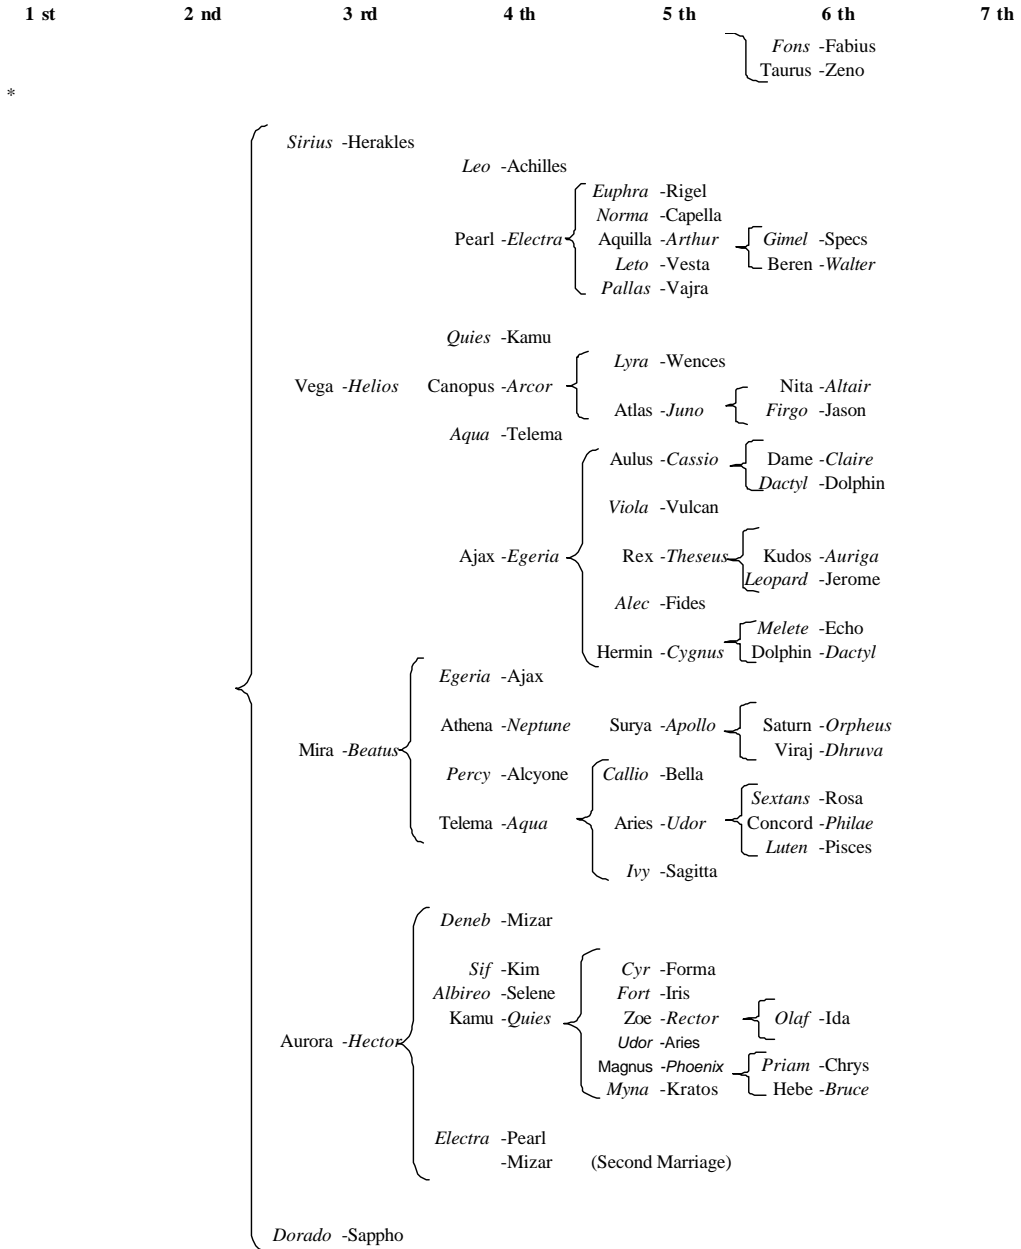 1 st 2 nd 3 rd 4 th 5 th 6 th 7 th
Fons -Fabius
Taurus -Zeno
*
Sirius -Herakles
Leo -Achilles
Euphra -Rigel
Norma -Capella
Pearl -Electra Aquilla -Arthur Gimel -Specs
Leto -Vesta Beren -Walter
Pallas -Vajra
Quies -Kamu
Lyra -Wences
Vega -Helios Canopus -Arcor Nita -Altair
Atlas -Juno Firgo -Jason
Aqua -Telema
Aulus -Cassio Dame -Claire
Dactyl -Dolphin
Viola -Vulcan
Ajax -Egeria Rex -Theseus Kudos -Auriga
Leopard -Jerome
Alec -Fides
Melete -Echo
Hermin -Cygnus Dolphin -Dactyl
Egeria -Ajax
Athena -Neptune Surya -Apollo Saturn -Orpheus
Mira -Beatus Viraj -Dhruva
Percy -Alcyone Callio -Bella
Sextans -Rosa
Telema -Aqua Aries -Udor Concord -Philae
Luten -Pisces
Ivy -Sagitta
Deneb -Mizar
Sif -Kim Cyr -Forma
Albireo -Selene Fort -Iris
Kamu -Quies Zoe -Rector Olaf -Ida
Aurora -Hector Udor -Aries
Magnus -Phoenix Priam -Chrys
Myna -Kratos Hebe -Bruce
Electra -Pearl
-Mizar (Second Marriage)
Dorado -Sappho